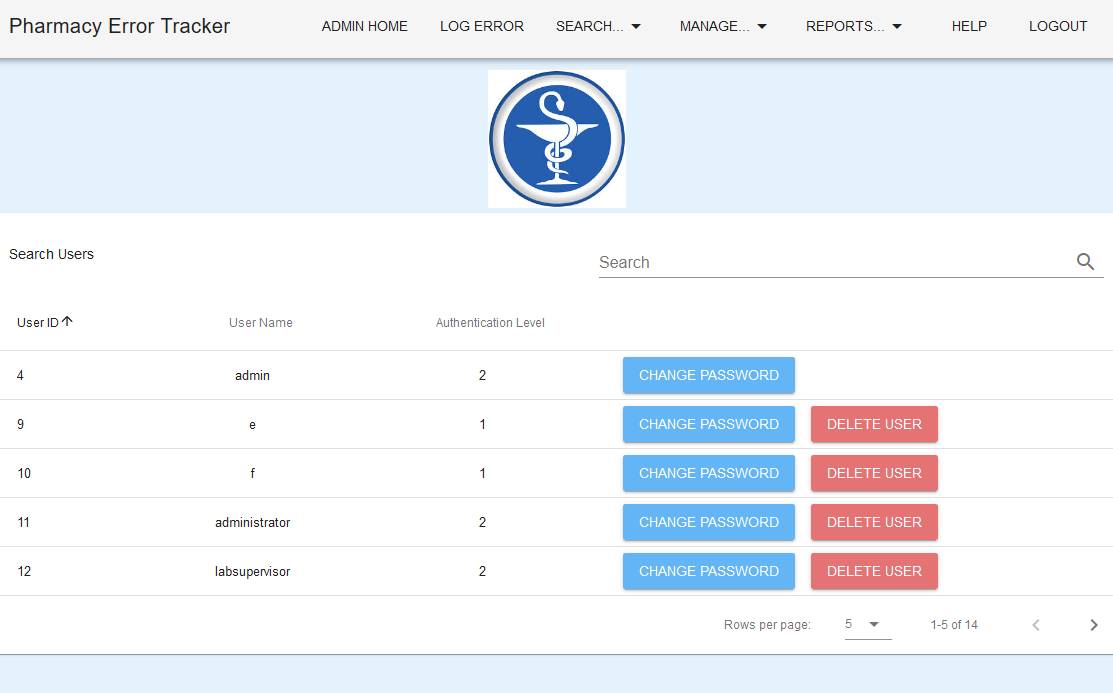 Pharmacy Error Tracker ADMIN HOME LOG ERROR SEARCH... MANAGE... REPORTS... HELP LOGOUT
Search Users
Search
User ID User Name Authentication Level
4 admin 2 CHANGE PASSWORD
9 e 1 CHANGE PASSWORD DELETE USER
10 f 1 CHANGE PASSWORD DELETE USER
11 administrator 2 CHANGE PASSWORD DELETE USER
12 labsupervisor 2 CHANGE PASSWORD DELETE USER
Rows per page: 5 1-5 of 14